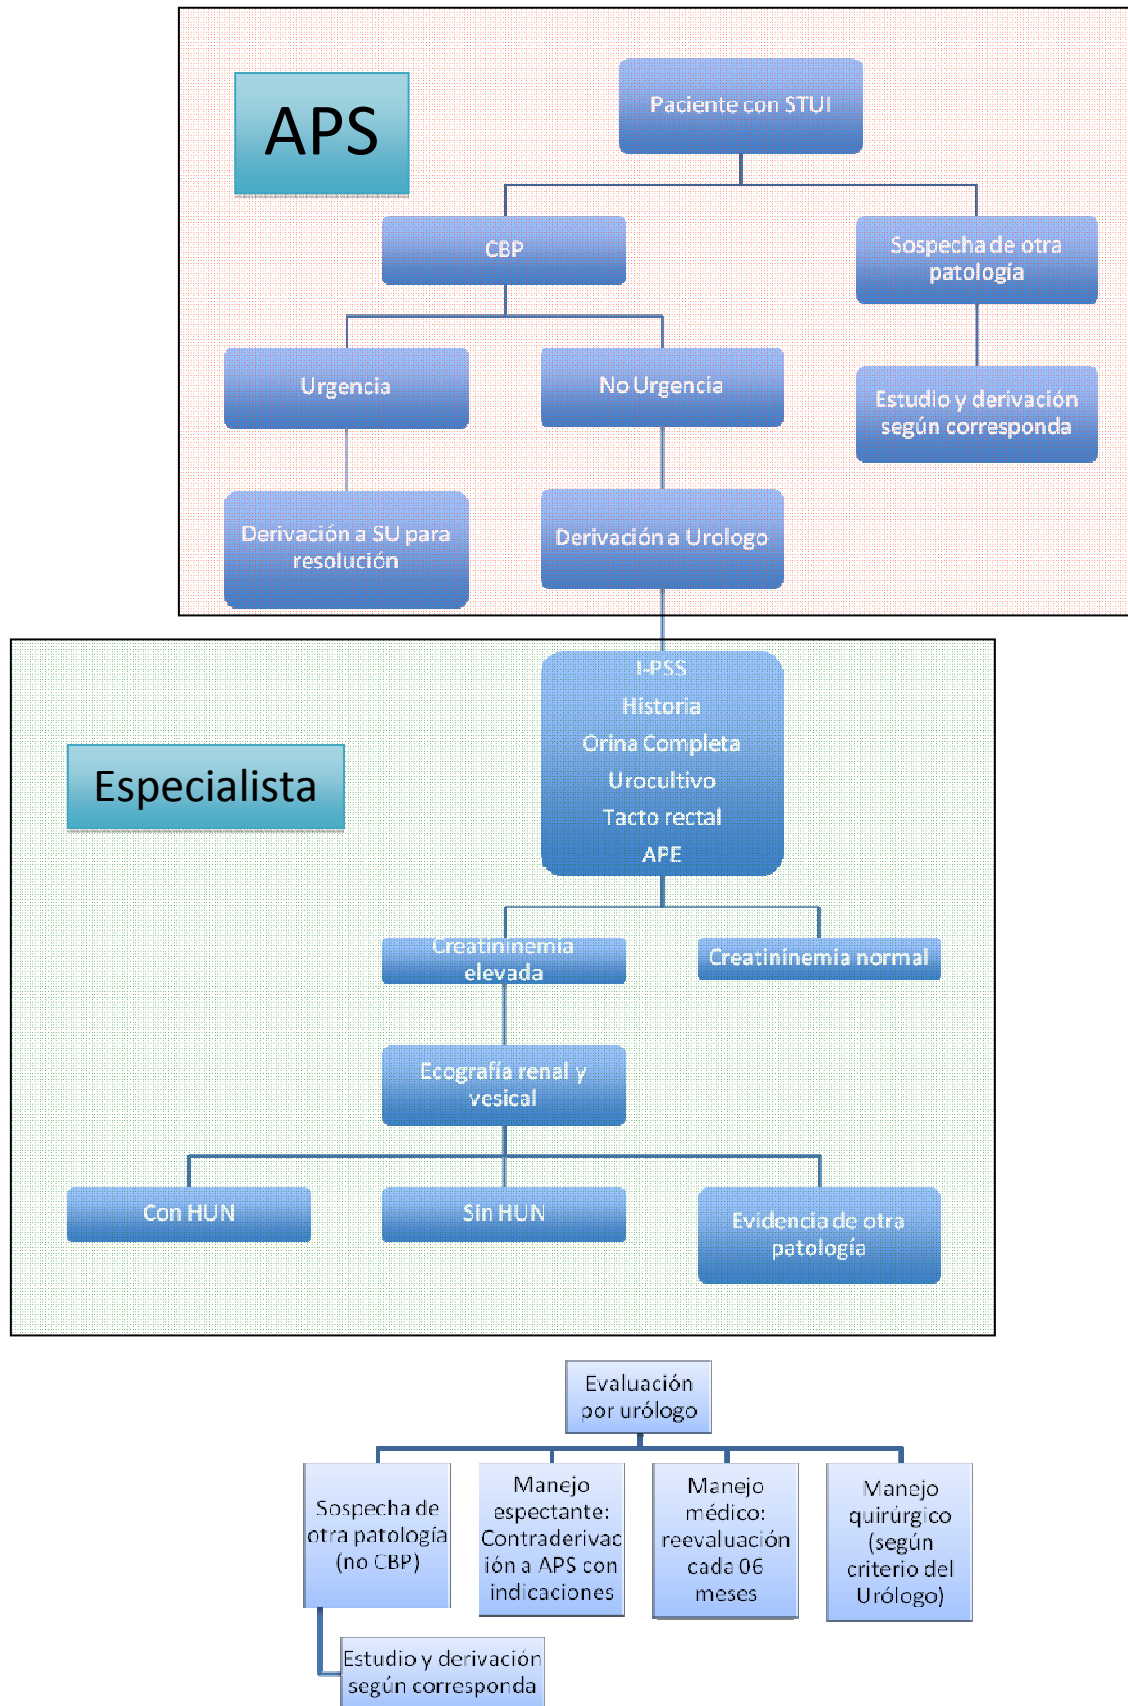 APS
Paciente con STUI
CBP
Sospecha de otra
patología
Urgencia
No Urgencia
Estudio y derivación
según corresponda
Derivación a SU para
resolución
Derivación a Urologo
I-PSS
Historia
Orina Completa
Urocultivo
Tacto rectal
APE
Especialista
Creatininemia
elevada
Creatininemia normal
Ecografía renal y
vesical
Con HUN
Sin HUN
Evidencia de otra
patología
Evaluación
por urólogo
Sospecha de
otra patología
(no CBP)
Manejo
espectante:
Contraderivac
ión a APS con
indicaciones
Manejo
médico:
reevaluación
cada 06
meses
Manejo
quirúrgico
(según
criterio del
Urólogo)
Estudio y derivación
según corresponda